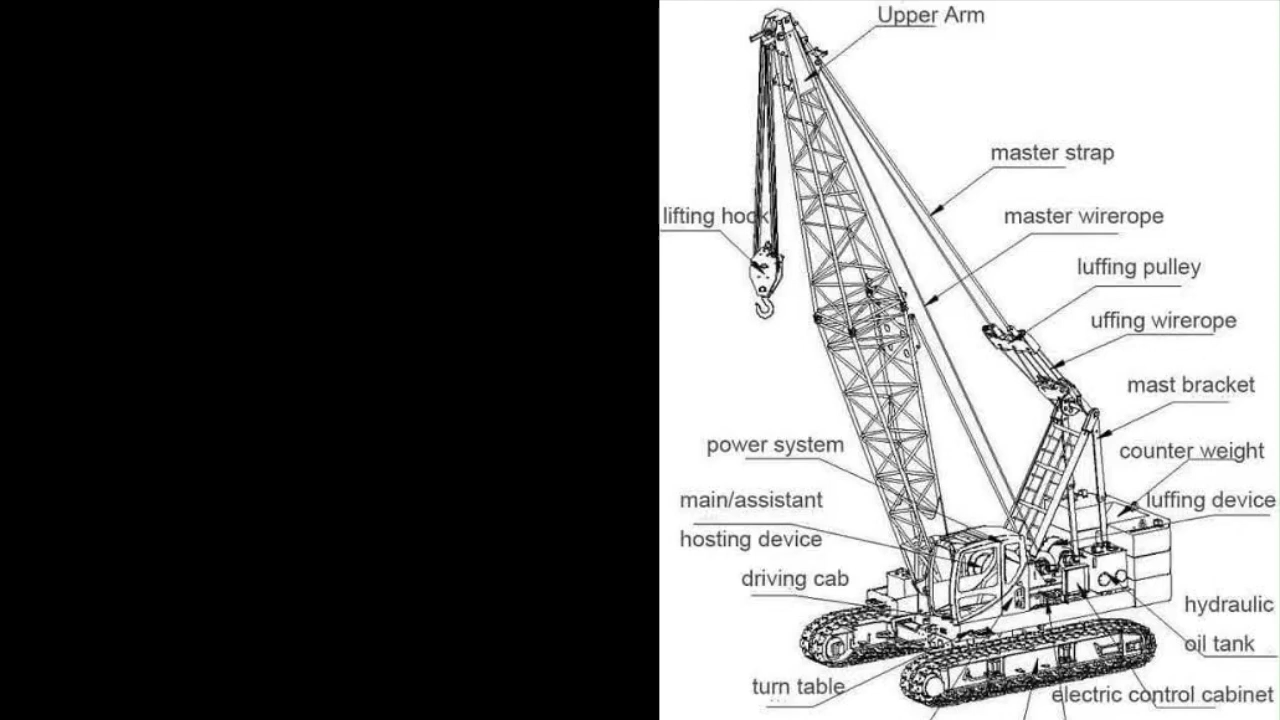 Upper Arm
master strap
lifting hook
master wirerope
luffing pulley
uffing wirerope
mast bracket
power system
counter weight
main/assistant
luffing device
hosting device
driving cab
hydraulic
oil tank
turn table
electric control cabinet